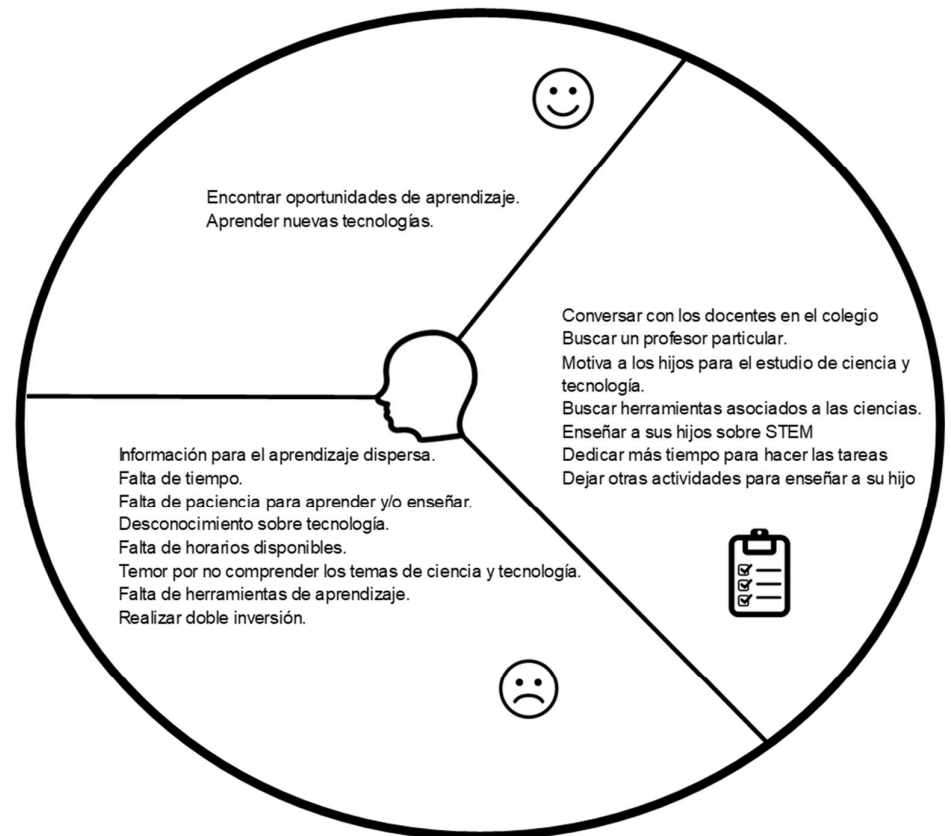 Encontrar oportunidades de aprendizaje.
Aprender nuevas tecnologías.
Conversar con los docentes en el colegio
Buscar un profesor particular.
Motiva a los hijos para el estudio de ciencia y
tecnología.
Buscar herramientas asociados a las ciencias.
Enseñar a sus hijos sobre STEM
Dedicar más tiempo para hacer las tareas
Dejar otras actividades para enseñar a su hijo
Información para el aprendizaje dispersa.
Falta de tiempo.
Falta de paciencia para aprender y/o enseñar.
Desconocimiento sobre tecnología.
Falta de horarios disponibles.
Temor por no comprender los temas de ciencia y tecnología.
Falta de herramientas de aprendizaje.
Realizar doble inversión.